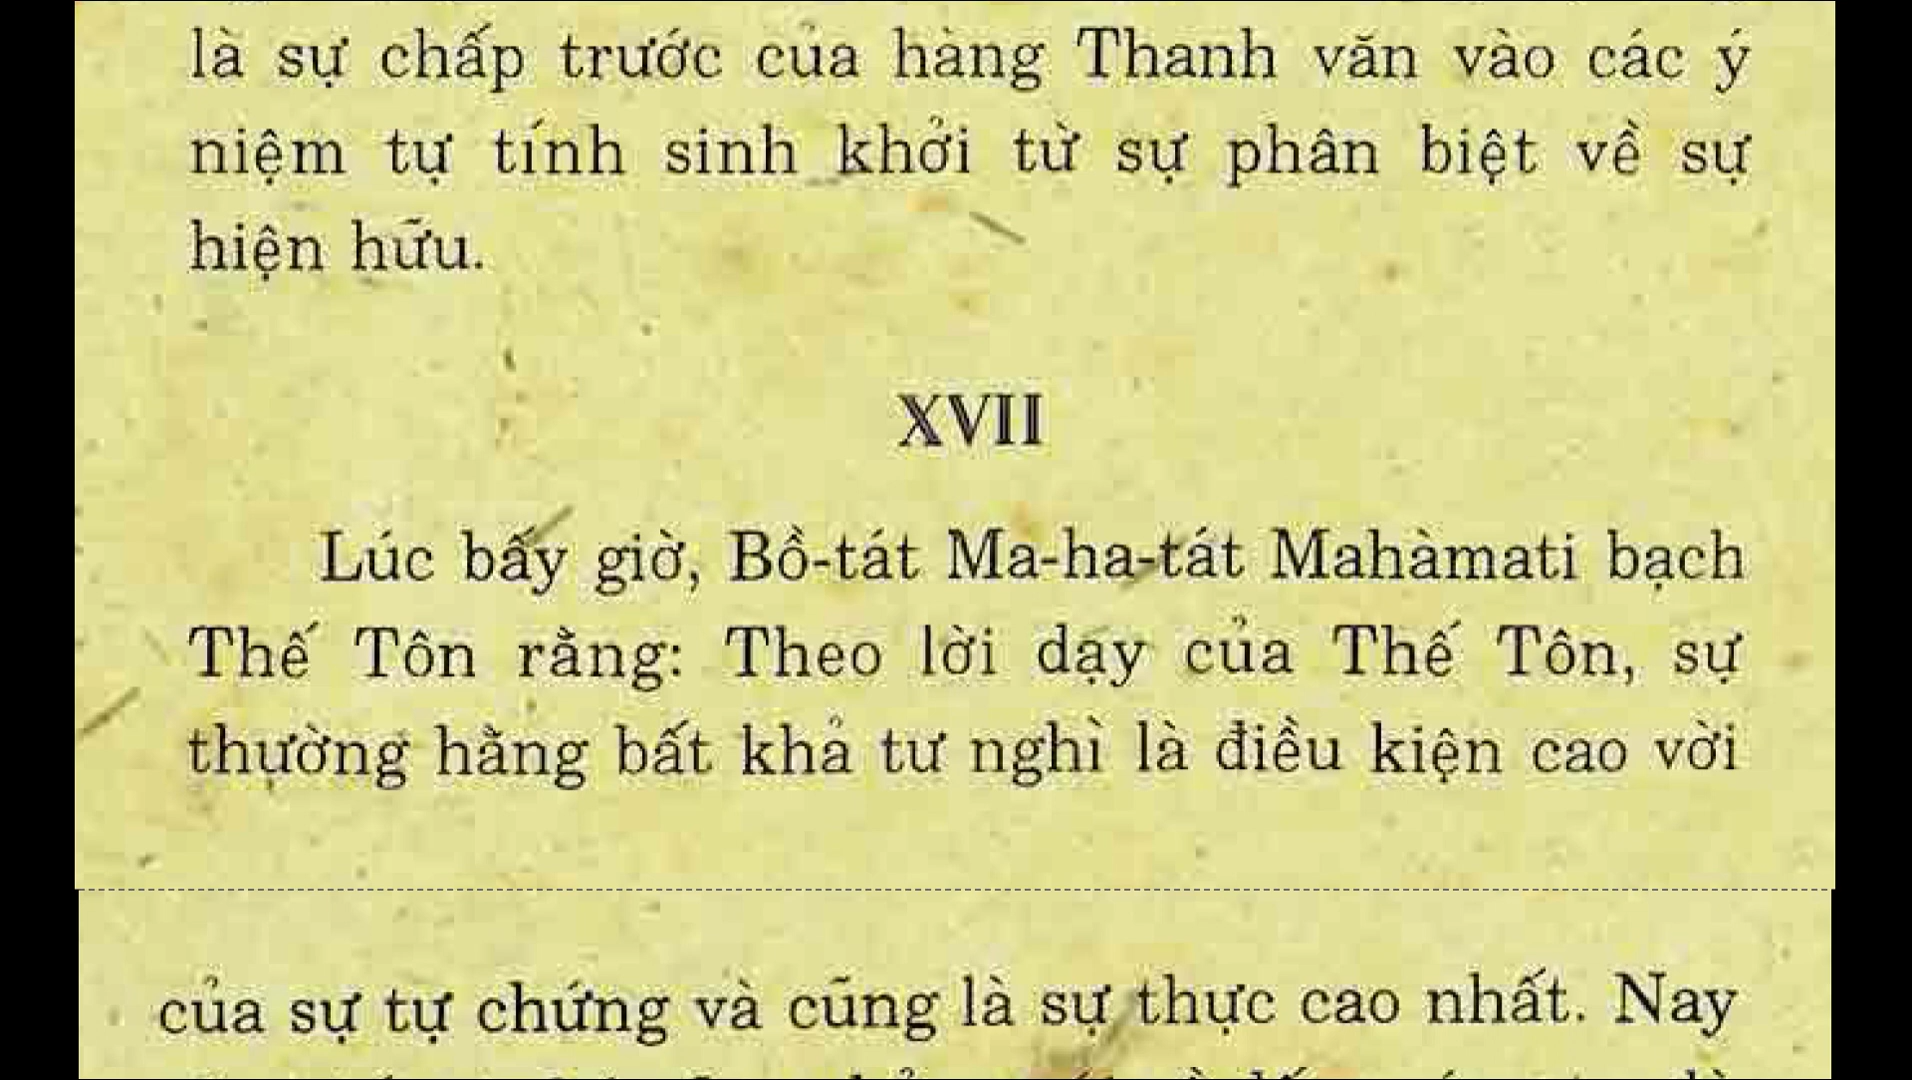 là sự chấp trước của hàng Thanh văn vào các ý
niệm tự tính sinh khởi từ sự phân biệt về sự
hiện hữu.
XVII
Lúc bấy giờ, Bồ-tát Ma-ha-tát Mahàmati bạch
Thế Tôn rằng: Theo lời dạy của Thế Tôn, sự
thường hằng bất khả tư nghì là điều kiện cao vời
của sự tự chứng và cũng là sự thực cao nhất. Nay